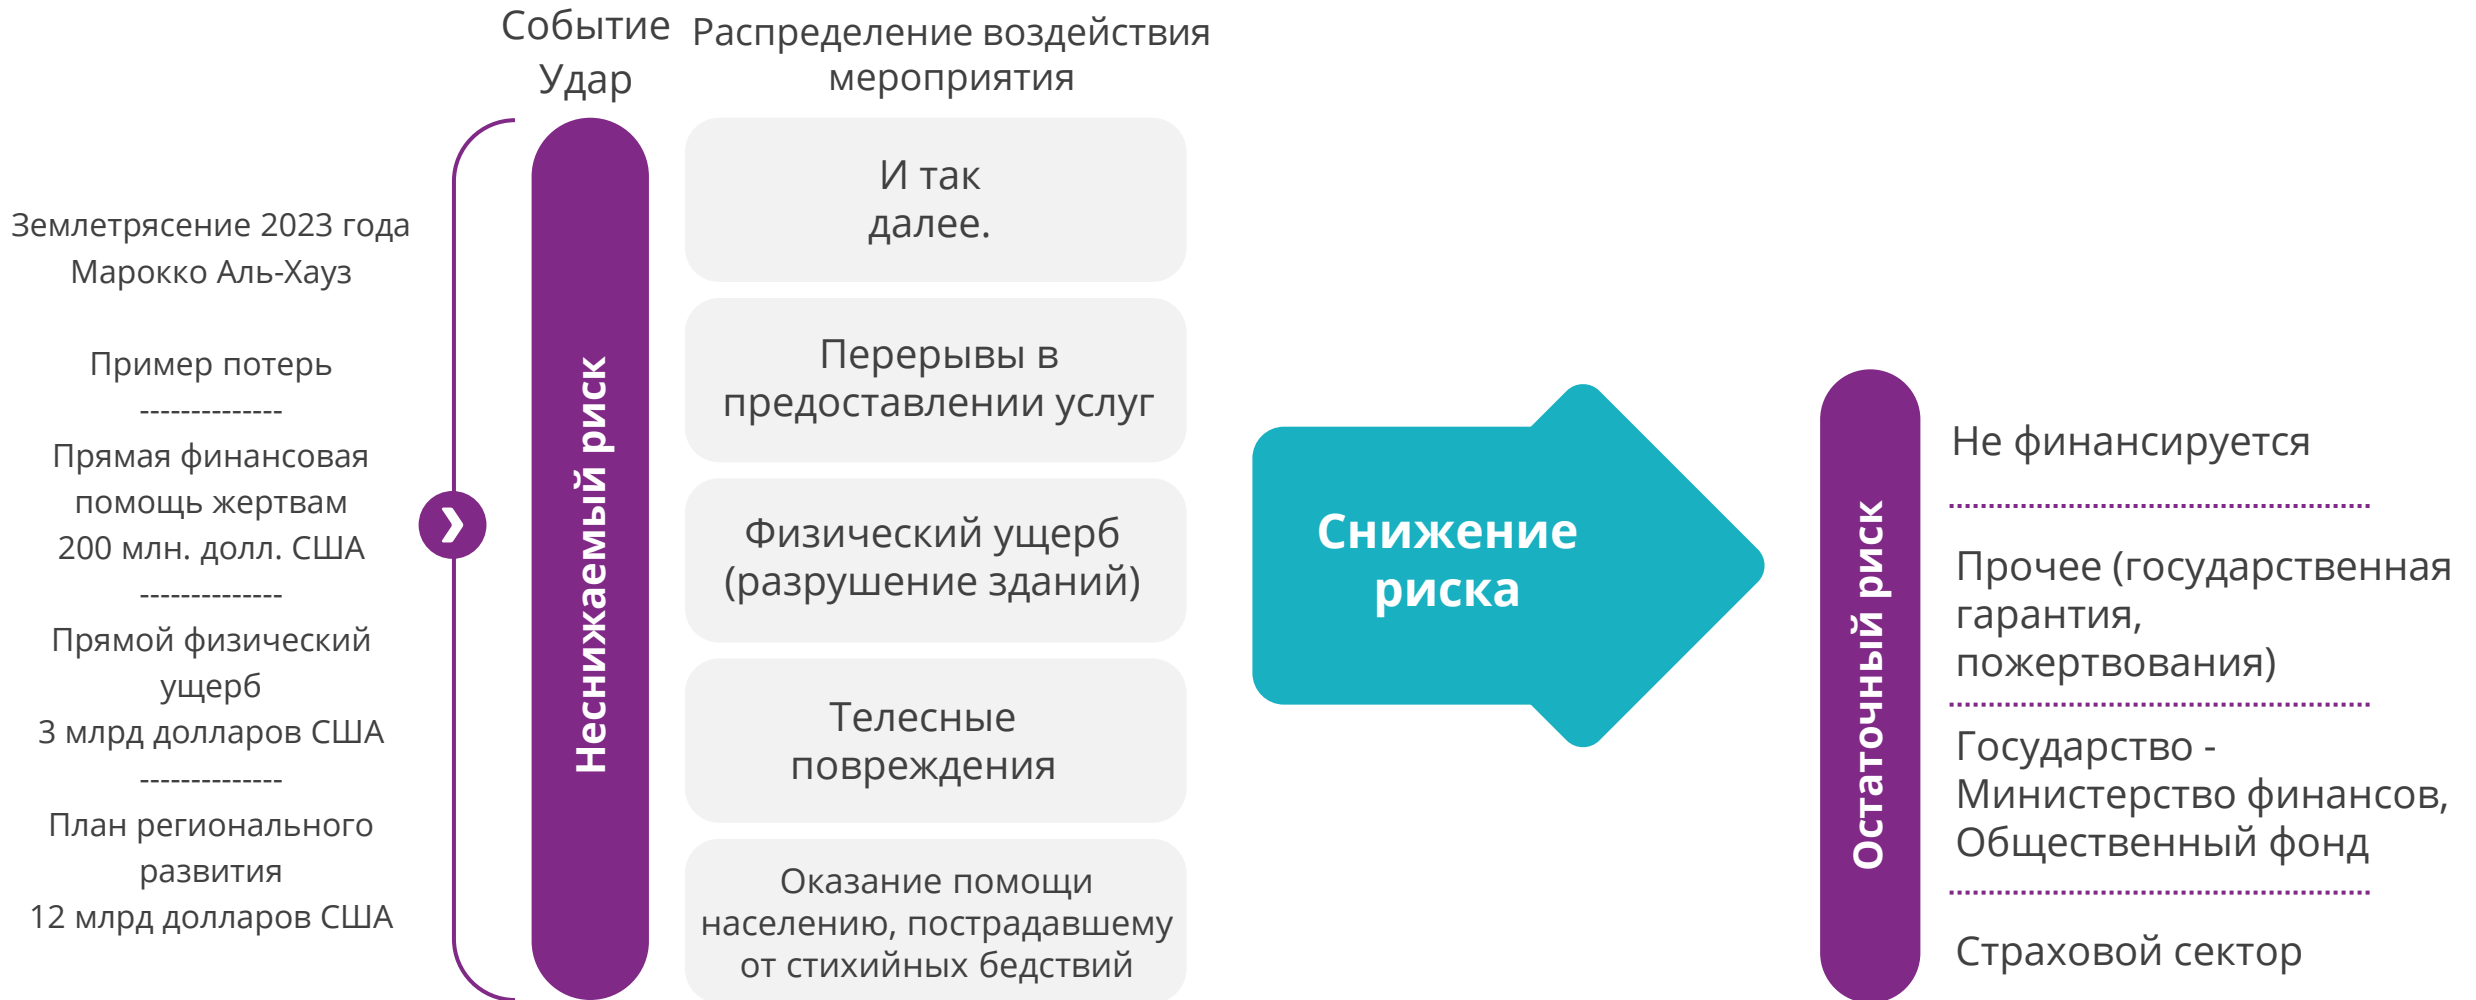 Событие
Удар
Распределение воздействия
мероприятия
Землетрясение 2023 года
Марокко Аль-Хауз
Пример потерь
--------------
Прямая финансовая
помощь жертвам
200 млн. долл. США
--------------
Прямой физический
ущерб
3 млрд долларов США
--------------
План регионального
развития
12 млрд долларов США
Неснижаемый риск
И так
далее.
Перерывы в
предоставлении услуг
Физический ущерб
(разрушение зданий)
Телесные
повреждения
Оказание помощи
населению, пострадавшему
от стихийных бедствий
Снижение
риска
Остаточный риск
Не финансируется
Прочее (государственная
гарантия,
пожертвования)
Государство -
Министерство финансов,
Общественный фонд
Страховой сектор